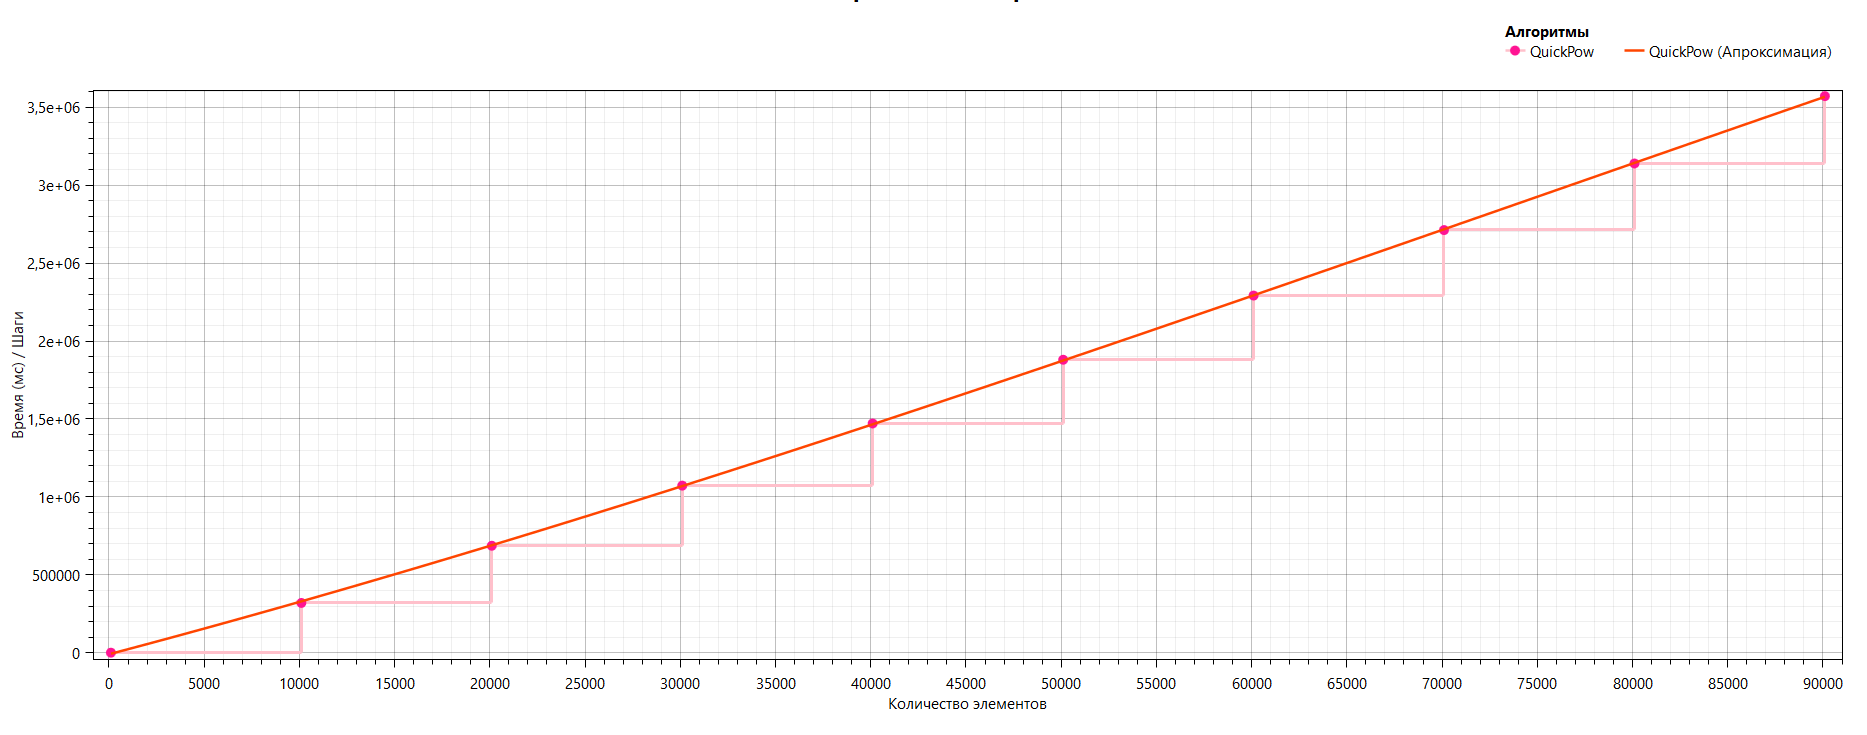 Алгоритмы
QuickPow
QuickPow (Апроксимация)
3,5e+06
3e+06
2,5e+06
2e+06
1,5e+06
1e+06
500000
0
Время (мс) / Шаги
0 5000 10000 15000 20000 25000 30000 35000 40000 45000 50000 55000 60000 65000 70000 75000 80000 85000 90000
Количество элементов